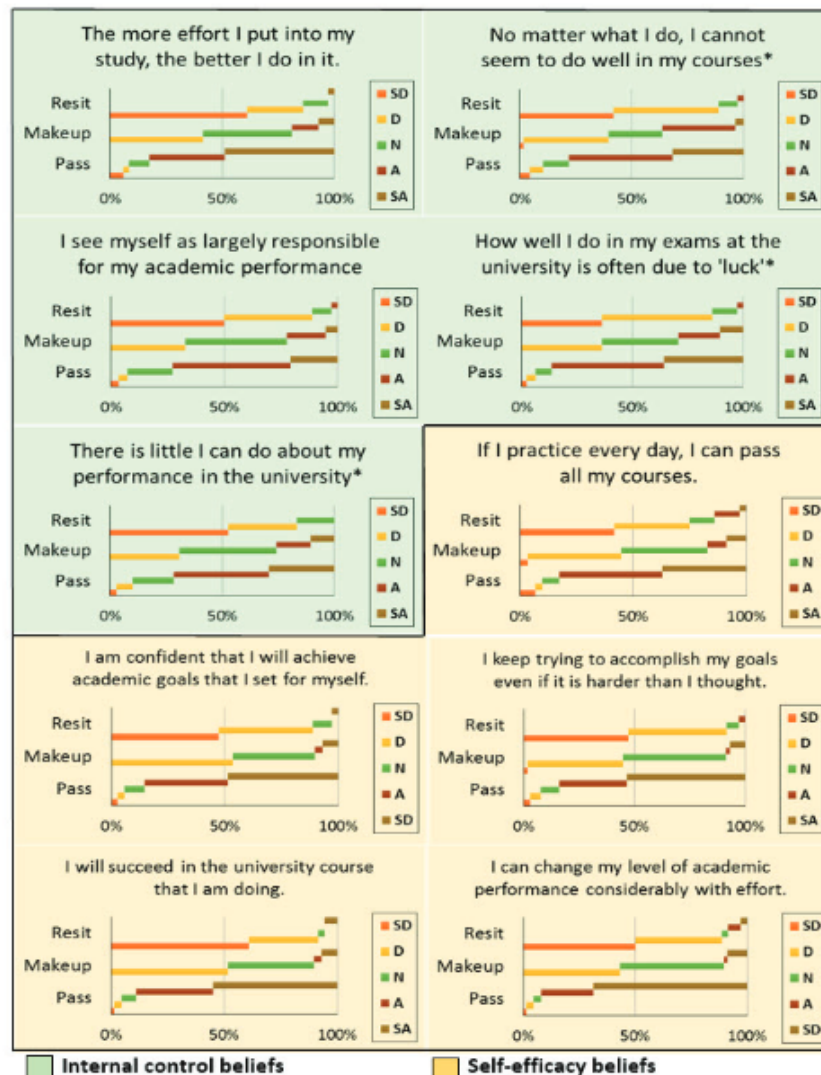 The more effort I put into my
study, the better I do in it.
Resit
Makeup
Pass
0% 50% 100%
SD
D
N
A
SA
No matter what I do, I cannot
seem to do well in my courses*
Resit
Makeup
Pass
0% 50% 100%
SD
D
N
A
SA
I see myself as largely responsible
for my academic performance
Resit
Makeup
Pass
0% 50% 100%
SD
D
N
A
SA
How well I do in my exams at the
university is often due to 'luck'*
Resit
Makeup
Pass
0% 50% 100%
SD
D
N
A
SA
There is little I can do about my
performance in the university*
Resit
Makeup
Pass
0% 50% 100%
SD
D
N
A
SA
If I practice every day, I can pass
all my courses.
Resit
Makeup
Pass
0% 50% 100%
SD
D
N
A
SA
I am confident that I will achieve
academic goals that I set for myself.
Resit
Makeup
Pass
0% 50% 100%
SD
D
N
A
SD
I keep trying to accomplish my goals
even if it is harder than I thought.
Resit
Makeup
Pass
0% 50% 100%
SD
D
N
A
SA
I will succeed in the university course
that I am doing.
Resit
Makeup
Pass
0% 50% 100%
SD
D
N
A
SA
I can change my level of academic
performance considerably with effort.
Resit
Makeup
Pass
0% 50% 100%
SD
D
N
A
SD
Internal control beliefs
Self-efficacy beliefs